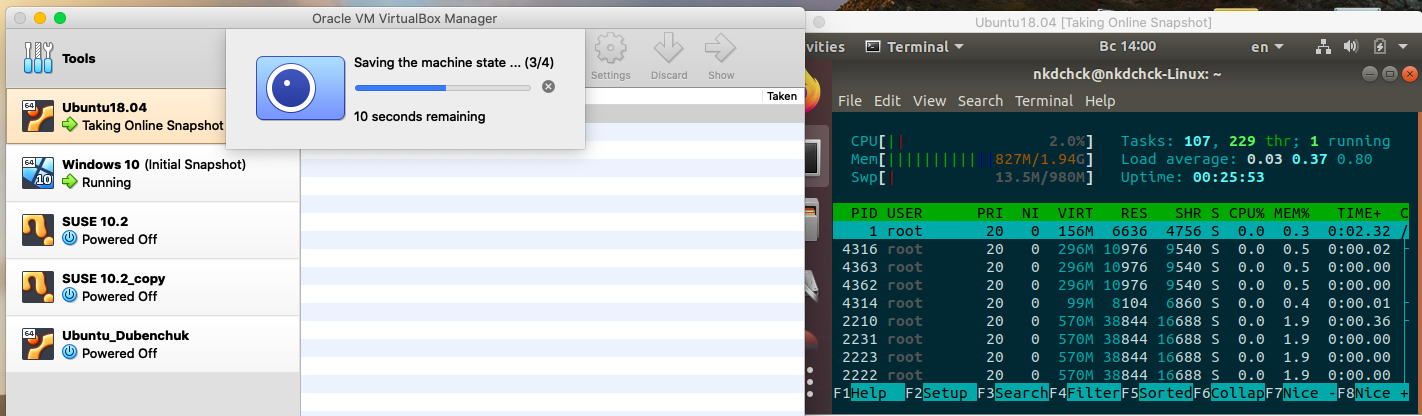 Oracle VM VirtualBox Manager
Tools
Saving the machine state ... (3/4)
10 seconds remaining
Settings
Discard
Show
Taken
64
Ubuntu18.04
Taking Online Snapshot
64
10
Windows 10 (Initial Snapshot)
Running
SUSE 10.2
Powered Off
SUSE 10.2_copy
Powered Off
64
Ubuntu_Dubenchuk
Powered Off
Ubuntu18.04 [Taking Online Snapshot]
vities Terminal Вс 14:00 en
nkdchck@nkdchck-Linux: ~
File Edit View Search Terminal Help
CPU[|| 2.0%] Tasks: 107, 229 thr; 1 running
Mem[||||||||||||827M/1.94G] Load average: 0.03 0.37 0.80
Swp[| 13.5M/980M] Uptime: 00:25:53
PID USER PRI NI VIRT RES SHR S CPU% MEM% TIME+ C
1 root 20 0 156M 6636 4756 S 0.0 0.3 0:02.32 /
4316 root 20 0 296M 10976 9540 S 0.0 0.5 0:00.02
4363 root 20 0 296M 10976 9540 S 0.0 0.5 0:00.00
4362 root 20 0 296M 10976 9540 S 0.0 0.5 0:00.00
4314 root 20 0 99M 8104 6860 S 0.0 0.4 0:00.01
2210 root 20 0 570M 38844 16688 S 0.0 1.9 0:00.36
2231 root 20 0 570M 38844 16688 S 0.0 1.9 0:00.00
2223 root 20 0 570M 38844 16688 S 0.0 1.9 0:00.00
2222 root 20 0 570M 38844 16688 S 0.0 1.9 0:00.00
F1Help F2Setup F3SearchF4FilterF5SortedF6CollapF7Nice -F8Nice +